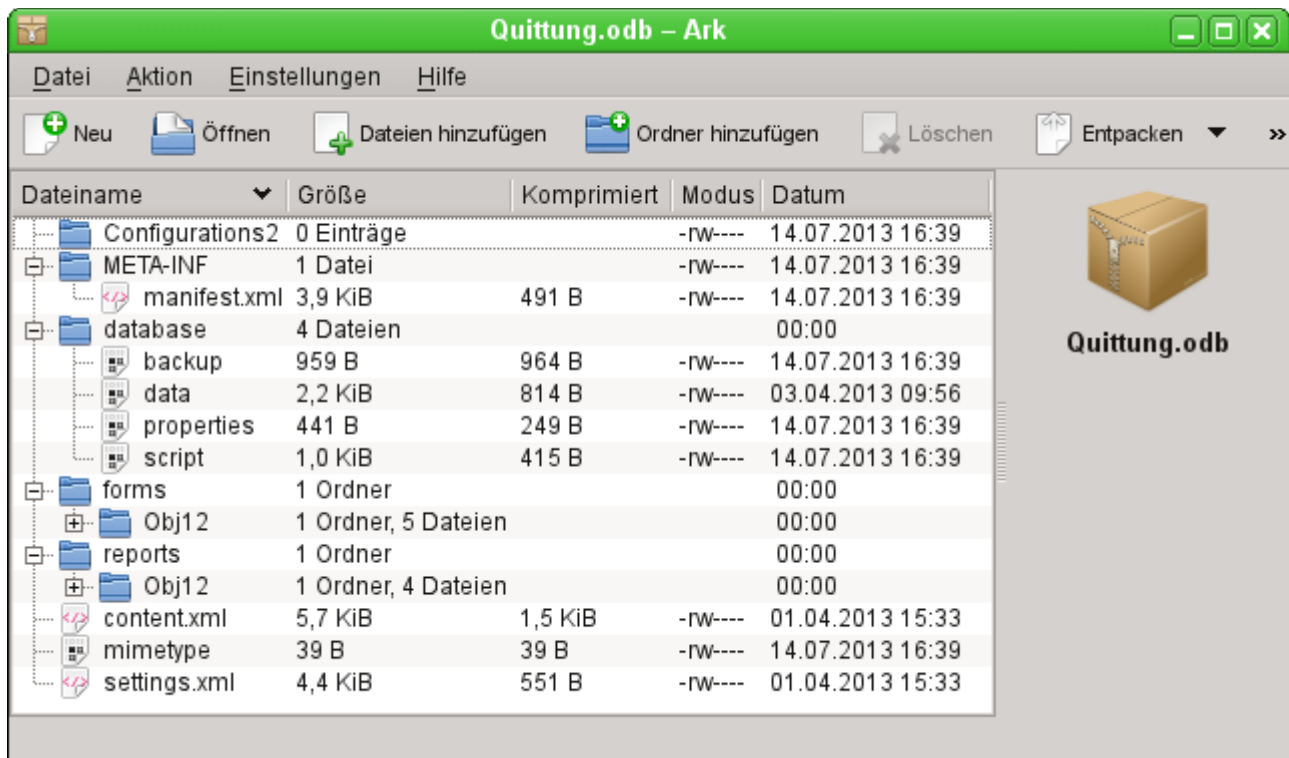 Quittung.odb – Ark
Datei Aktion Einstellungen Hilfe
Neu Öffnen Dateien hinzufügen Ordner hinzufügen Löschen Entpacken »
Dateiname Größe Komprimiert Modus Datum
Configurations2 0 Einträge -rw---- 14.07.2013 16:39
META-INF 1 Datei -rw---- 14.07.2013 16:39
manifest.xml 3,9 KiB 491 B -rw---- 14.07.2013 16:39
database 4 Dateien 00:00
backup 959 B 964 B -rw---- 14.07.2013 16:39
data 2,2 KiB 814 B -rw---- 03.04.2013 09:56
properties 441 B 249 B -rw---- 14.07.2013 16:39
script 1,0 KiB 415 B -rw---- 14.07.2013 16:39
forms 1 Ordner 00:00
Obj12 1 Ordner, 5 Dateien 00:00
reports 1 Ordner 00:00
Obj12 1 Ordner, 4 Dateien 00:00
content.xml 5,7 KiB 1,5 KiB -rw---- 01.04.2013 15:33
mimetype 39 B 39 B -rw---- 14.07.2013 16:39
settings.xml 4,4 KiB 551 B -rw---- 01.04.2013 15:33
Quittung.odb